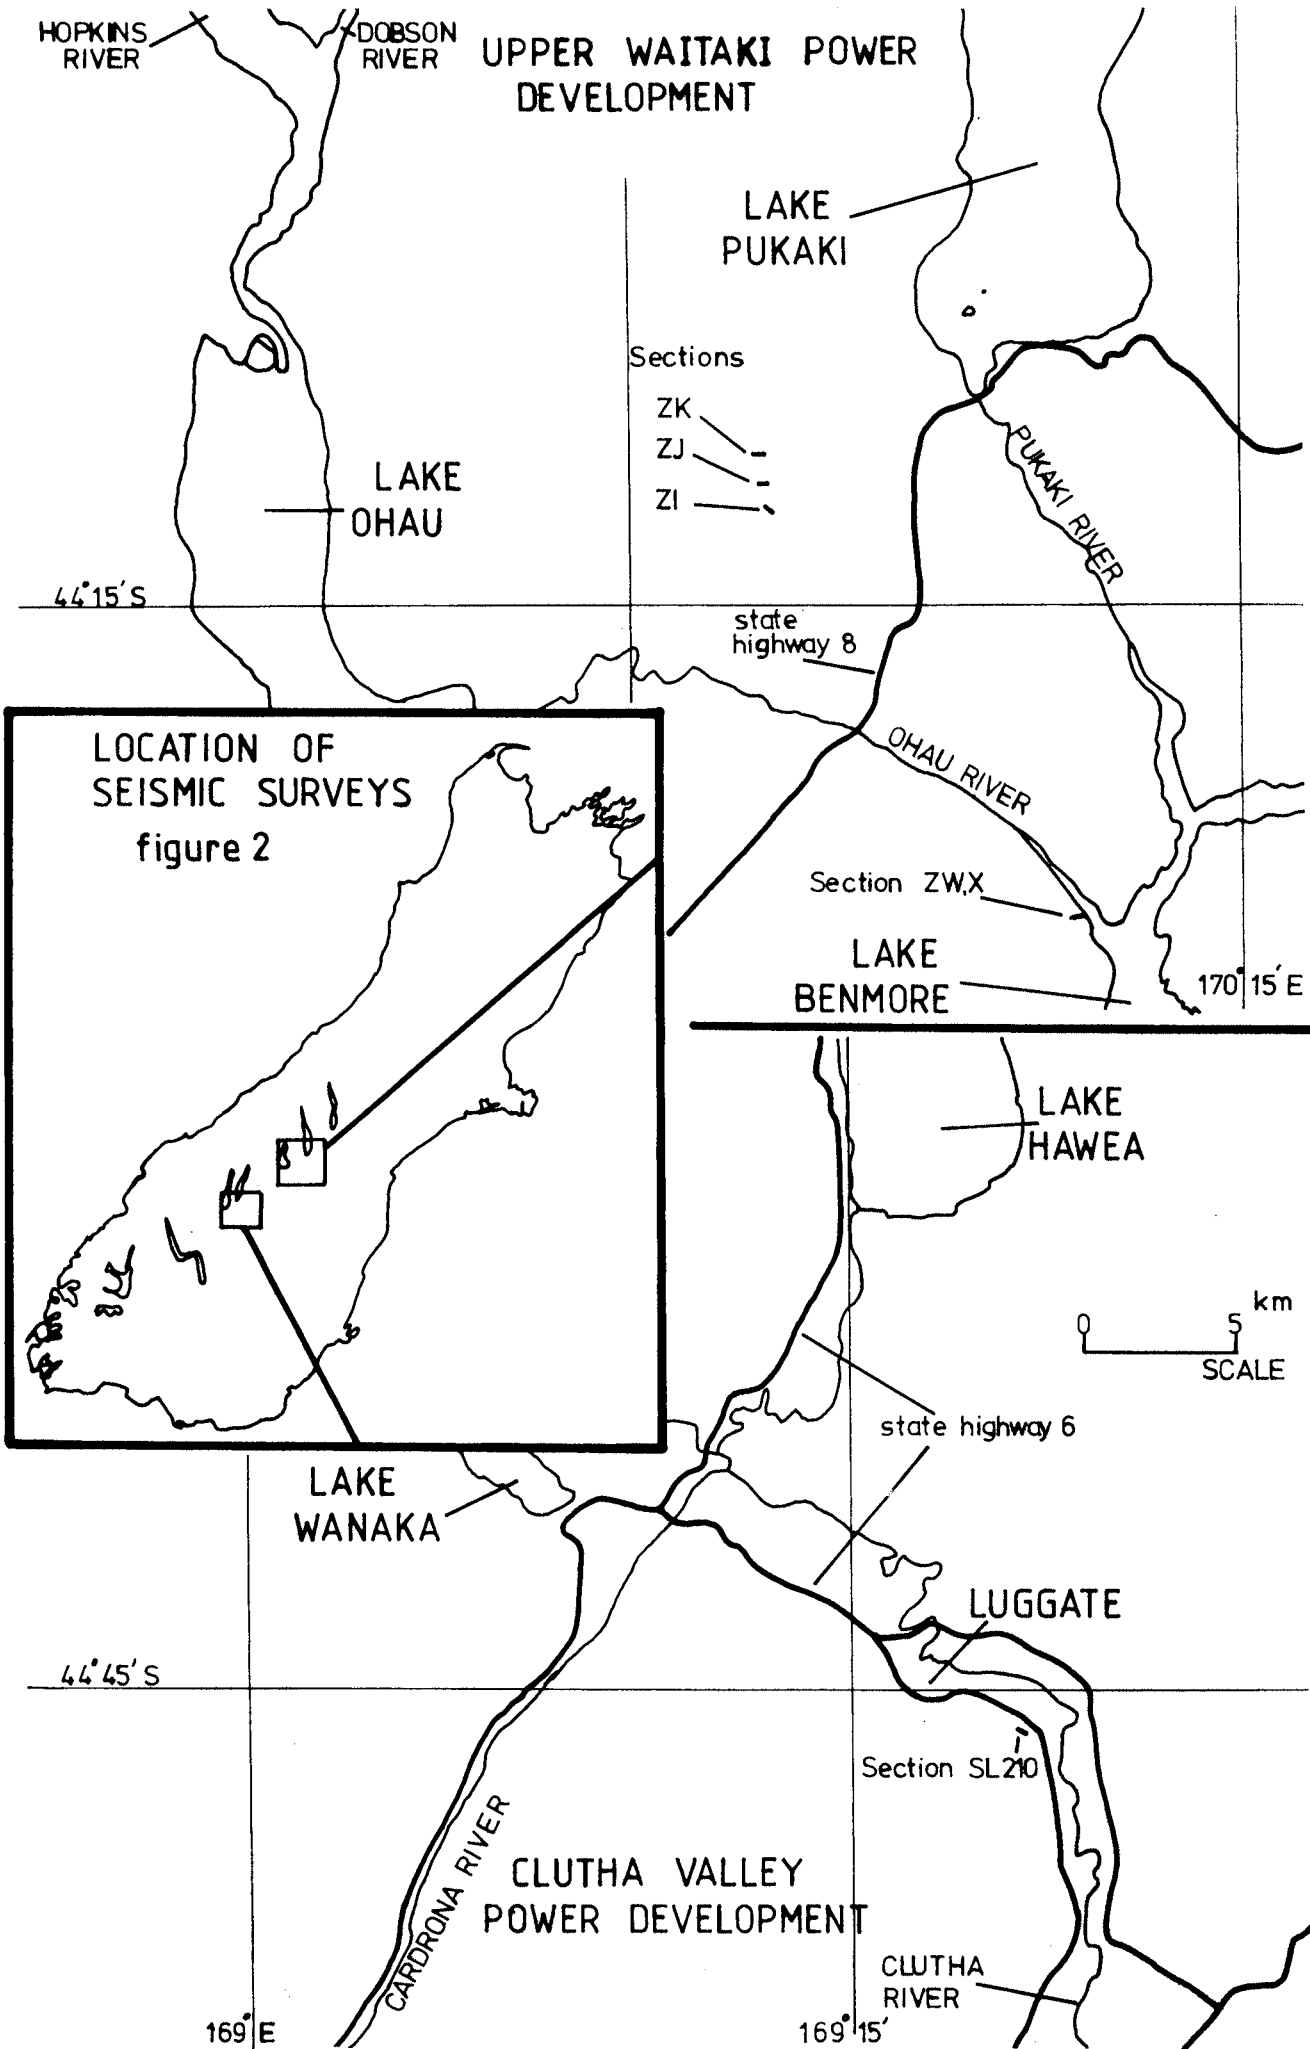 HOPKINS
RIVER
DOBSON
RIVER
UPPER WAITAKI POWER
DEVELOPMENT
LAKE
PUKAKI
Sections
ZK
ZJ
ZI
LAKE
OHAU
PUKAKI RIVER
44°15'S
state
highway 8
OHAU RIVER
Section ZW,X
LAKE
BENMORE
170°15'E
LOCATION OF
SEISMIC SURVEYS
figure 2
LAKE
HAWEA
0 5 km
SCALE
state highway 6
LAKE
WANAKA
LUGGATE
44°45'S
Section SL210
CARDRONA RIVER
CLUTHA VALLEY
POWER DEVELOPMENT
CLUTHA
RIVER
169°E
169°15'